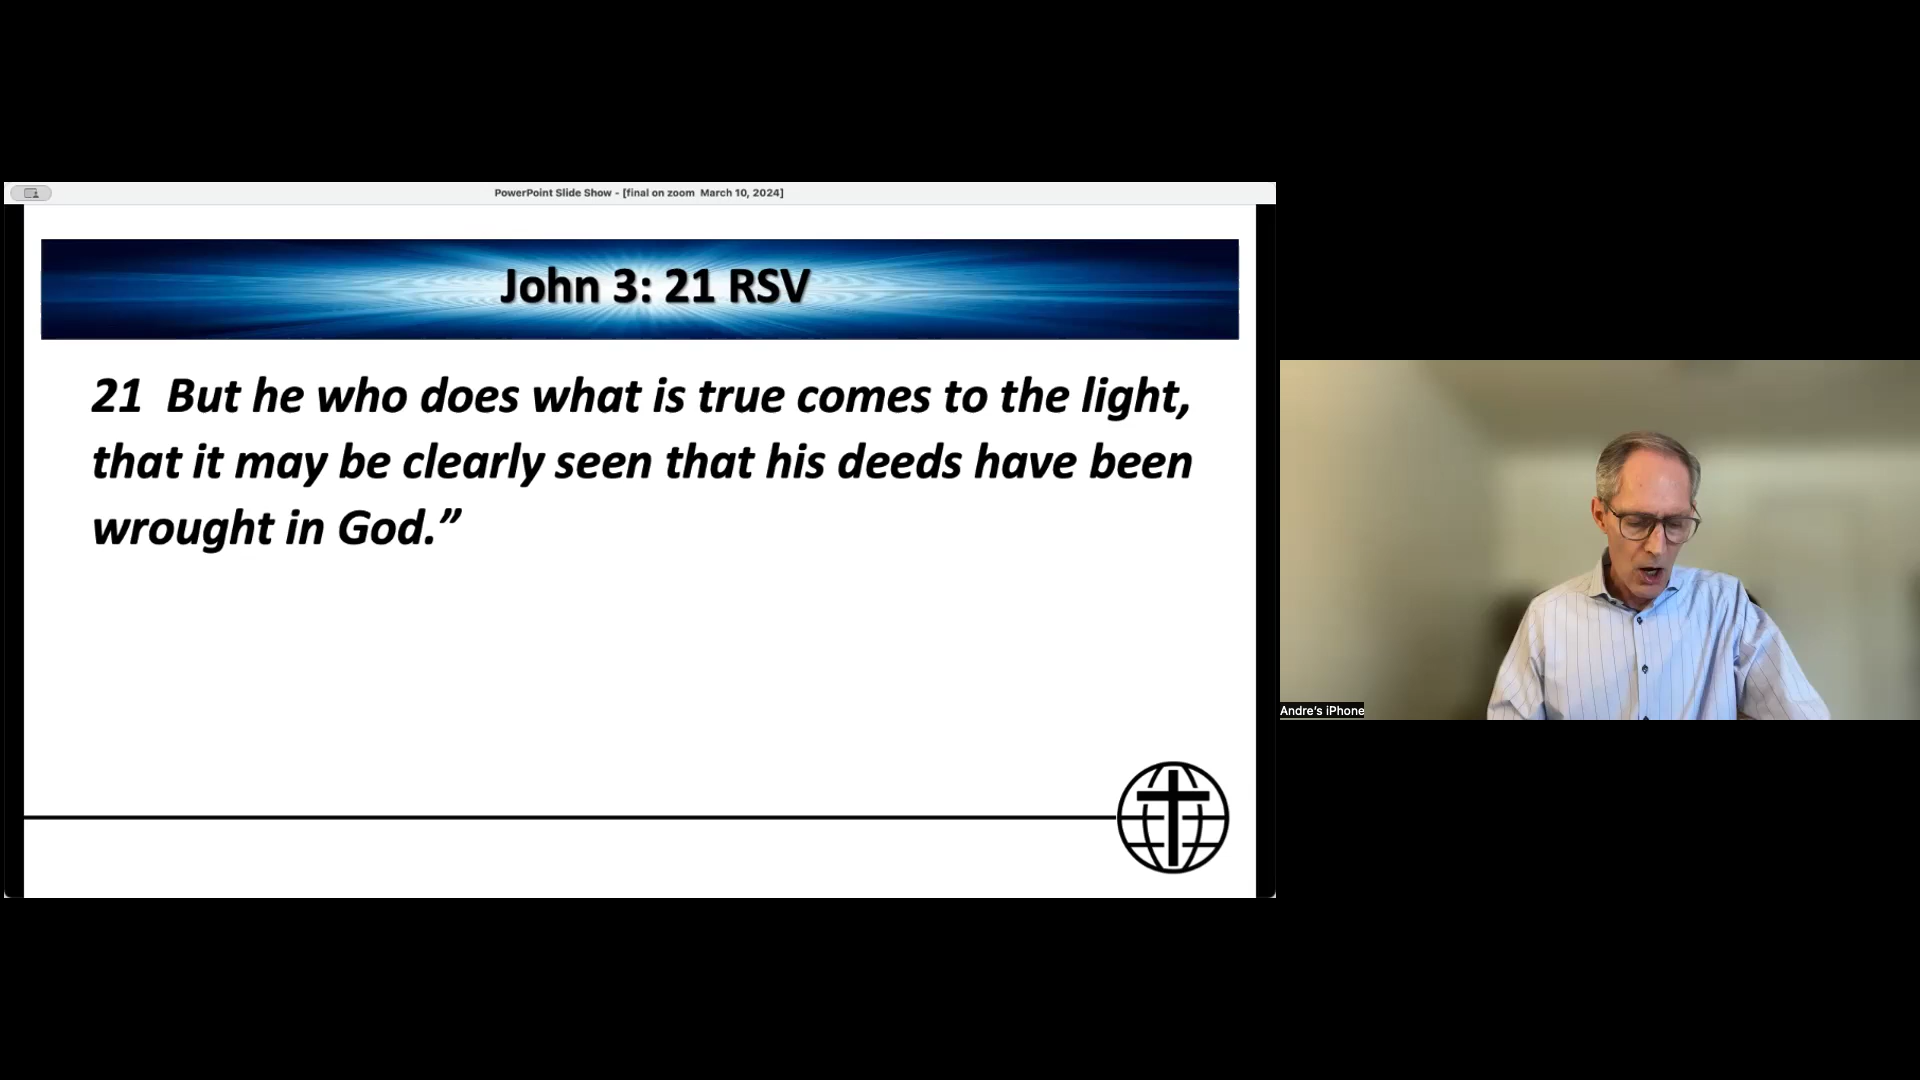 PowerPoint Slide Show - [final on zoom  March 10, 2024]
John 3: 21 RSV
21  But he who does what is true comes to the light,
that it may be clearly seen that his deeds have been
wrought in God.”
Andre’s iPhone